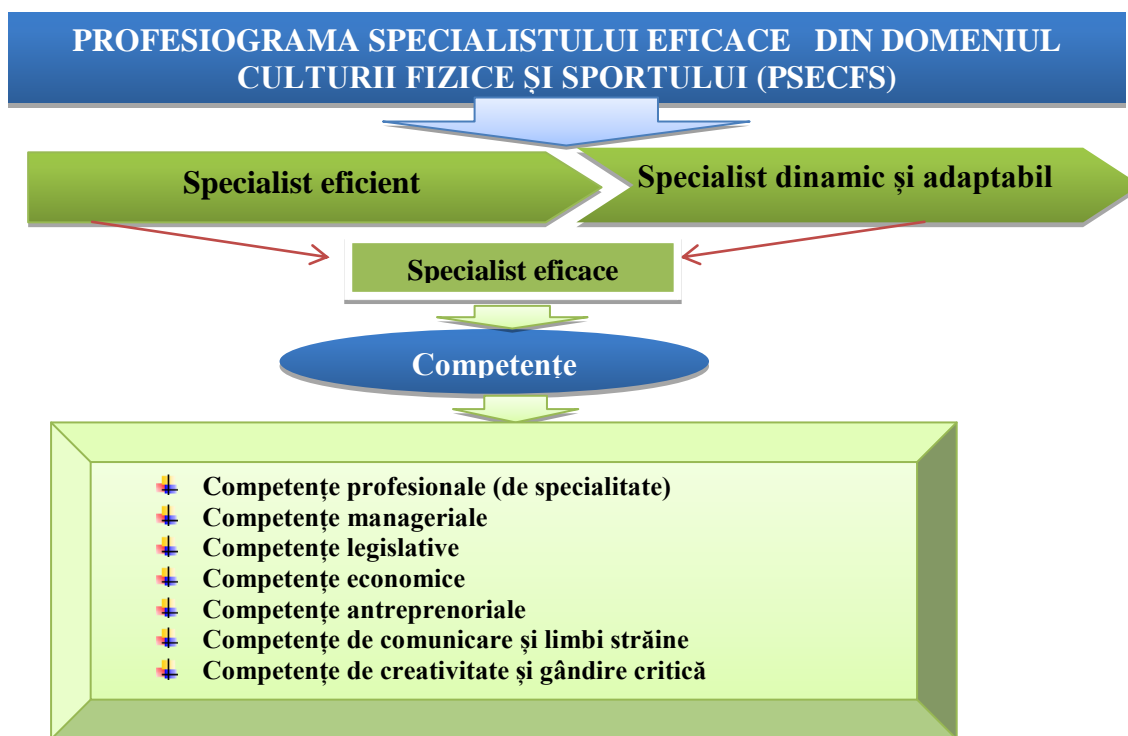 PROFESIOGRAMA SPECIALISTULUI EFICACE DIN DOMENIUL
CULTURII FIZICE ȘI SPORTULUI (PSECFS)
Specialist eficient
Specialist dinamic și adaptabil
Specialist eficace
Competențe
Competențe profesionale (de specialitate)
Competențe manageriale
Competențe legislative
Competențe economice
Competențe antreprenoriale
Competențe de comunicare și limbi străine
Competențe de creativitate și gândire critică